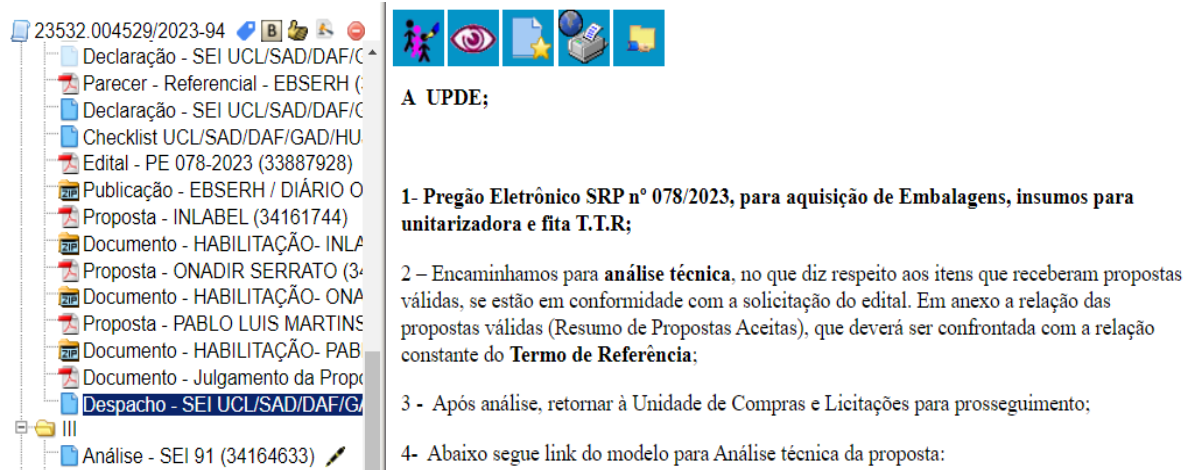 23532.004529/2023-94
Declaração - SEI UCL/SAD/DAF/G
Parecer - Referencial - EBSERH (
Declaração - SEI UCL/SAD/DAF/G
Checklist UCL/SAD/DAF/GAD/HU
Edital - PE 078-2023 (33887928)
Publicação - EBSERH / DIÁRIO O
Proposta - INLABEL (34161744)
Documento - HABILITAÇÃO- INLA
Proposta - ONADIR SERRATO (34
Documento - HABILITAÇÃO- ONA
Proposta - PABLO LUIS MARTINS
Documento - HABILITAÇÃO- PAB
Documento - Julgamento da Propo
Despacho - SEI UCL/SAD/DAF/GA
III
Análise - SEI 91 (34164633)
A UPDE;
1- Pregão Eletrônico SRP nº 078/2023, para aquisição de Embalagens, insumos para
unitarizadora e fita T.T.R;
2 – Encaminhamos para análise técnica, no que diz respeito aos itens que receberam propostas
válidas, se estão em conformidade com a solicitação do edital. Em anexo a relação das
propostas válidas (Resumo de Propostas Aceitas), que deverá ser confrontada com a relação
constante do Termo de Referência;
3 - Após análise, retornar à Unidade de Compras e Licitações para prosseguimento;
4- Abaixo segue link do modelo para Análise técnica da proposta: